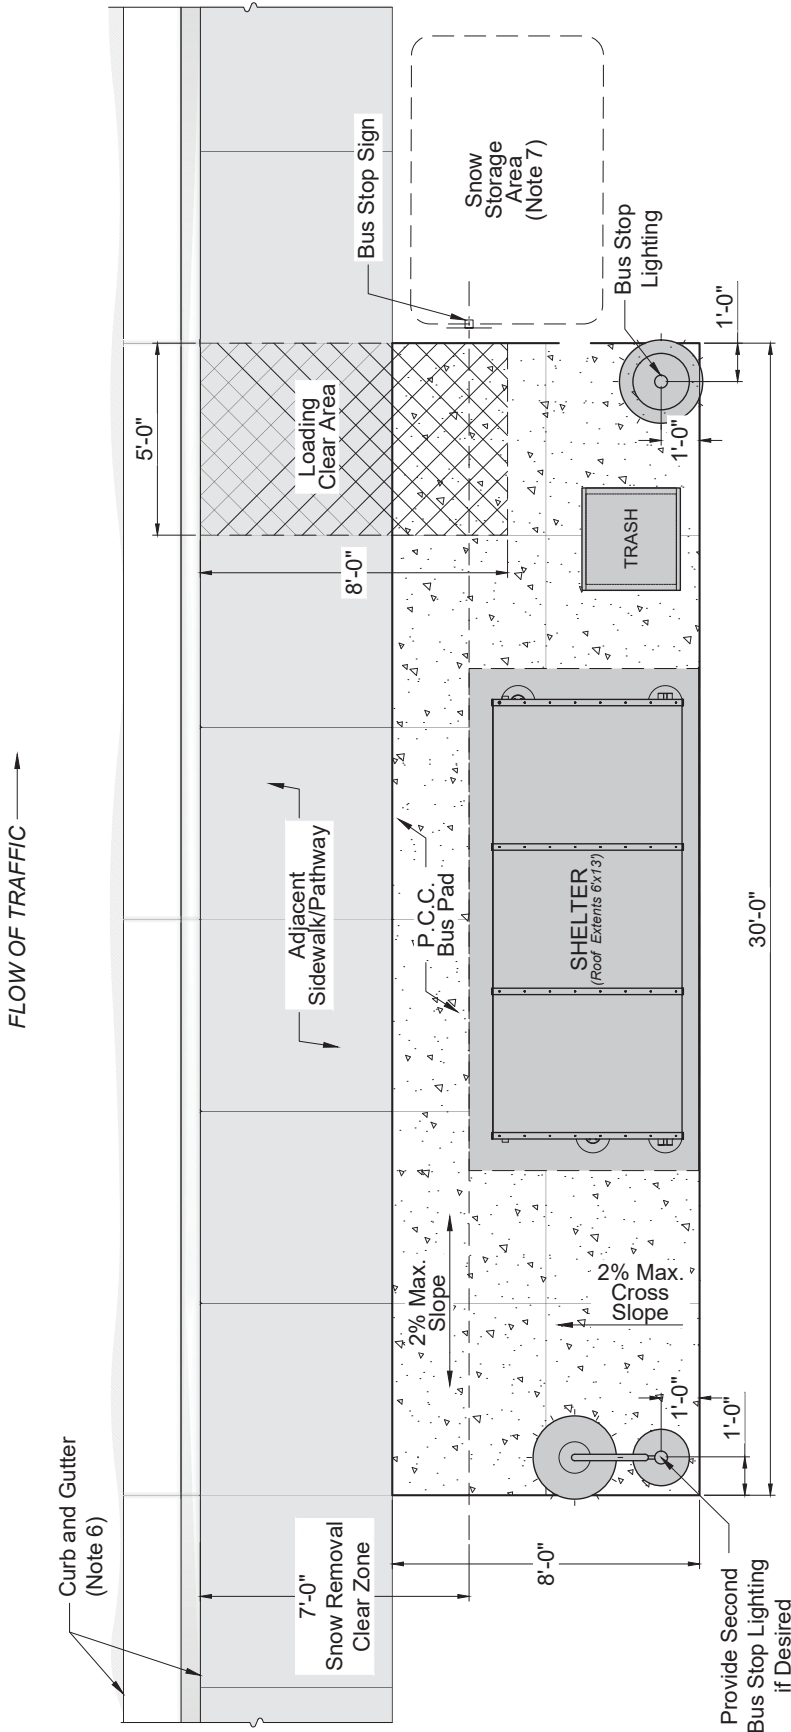 FLOW OF TRAFFIC
Curb and Gutter
(Note 6)
7'-0"
Snow Removal
Clear Zone
Adjacent
Sidewalk/Pathway
5'-0"
Loading
Clear Area
8'-0"
Bus Stop Sign
Snow
Storage
Area
(Note 7)
P.C.C.
Bus Pad
2% Max.
Slope
2% Max.
Cross
Slope
SHELTER
(Roof Extents 6'x13')
TRASH
Bus Stop
Lighting
1'-0"
1'-0"
8'-0"
1'-0"
1'-0"
30'-0"
Provide Second
Bus Stop Lighting
if Desired